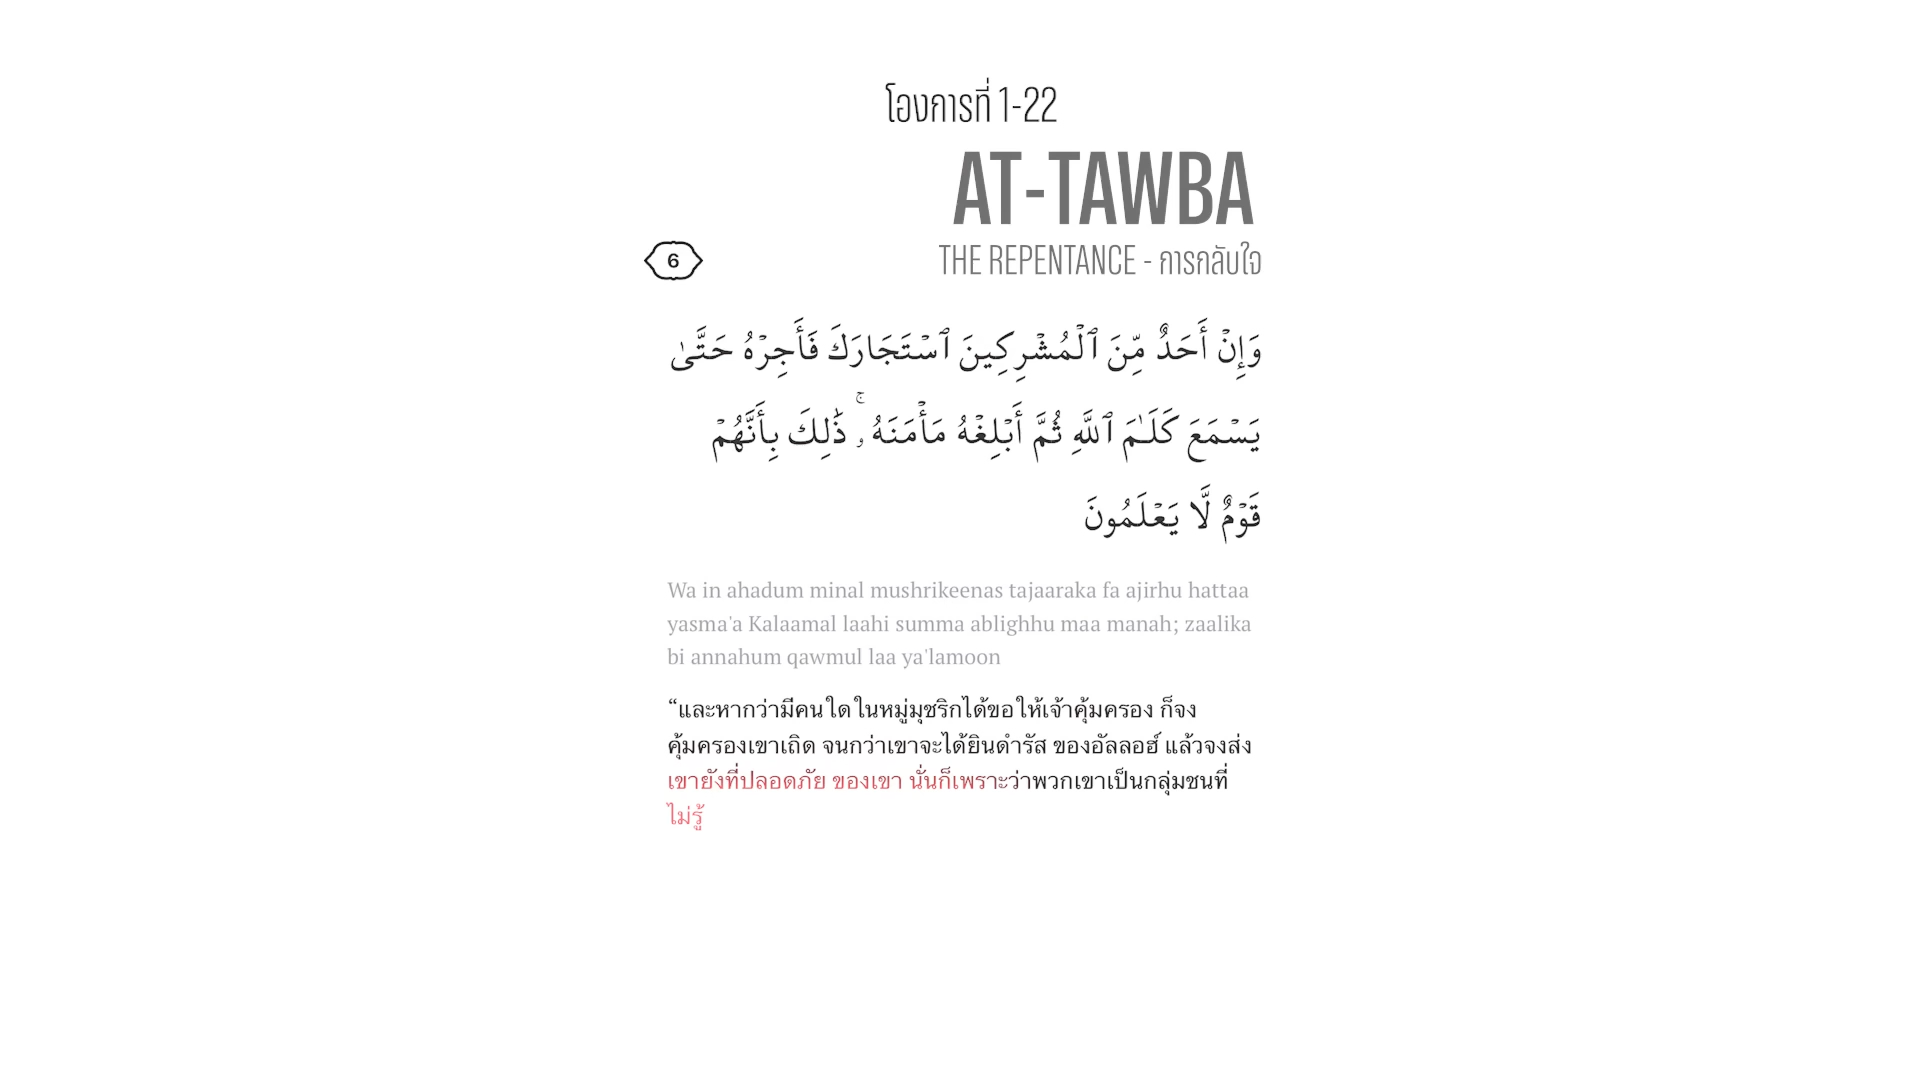 โองการที่ 1-22
AT-TAWBA
6
THE REPENTANCE - การกลับใจ
وَإِنْ أَحَدٌ مِّنَ ٱلْمُشْرِكِينَ ٱسْتَجَارَكَ فَأَجِرْهُ حَتَّىٰ
يَسْمَعَ كَلَـٰمَ ٱللَّهِ ثُمَّ أَبْلِغْهُ مَأْمَنَهُۥ ۚ ذَٰلِكَ بِأَنَّهُمْ
قَوْمٌ لَّا يَعْلَمُونَ
Wa in ahadum minal mushrikeenas tajaaraka fa ajirhu hattaa
yasma'a Kalaamal laahi summa ablighhu maa manah; zaalika
bi annahum qawmul laa ya'lamoon
“และหากว่ามีคนใดในหมู่มุชริกได้ขอให้เจ้าคุ้มครอง ก็จง
คุ้มครองเขาเถิด จนกว่าเขาจะได้ยินดำรัส ของอัลลอฮ์ แล้วจงส่ง
เขายังที่ปลอดภัย ของเขา นั่นก็เพราะว่าพวกเขาเป็นกลุ่มชนที่
ไม่รู้